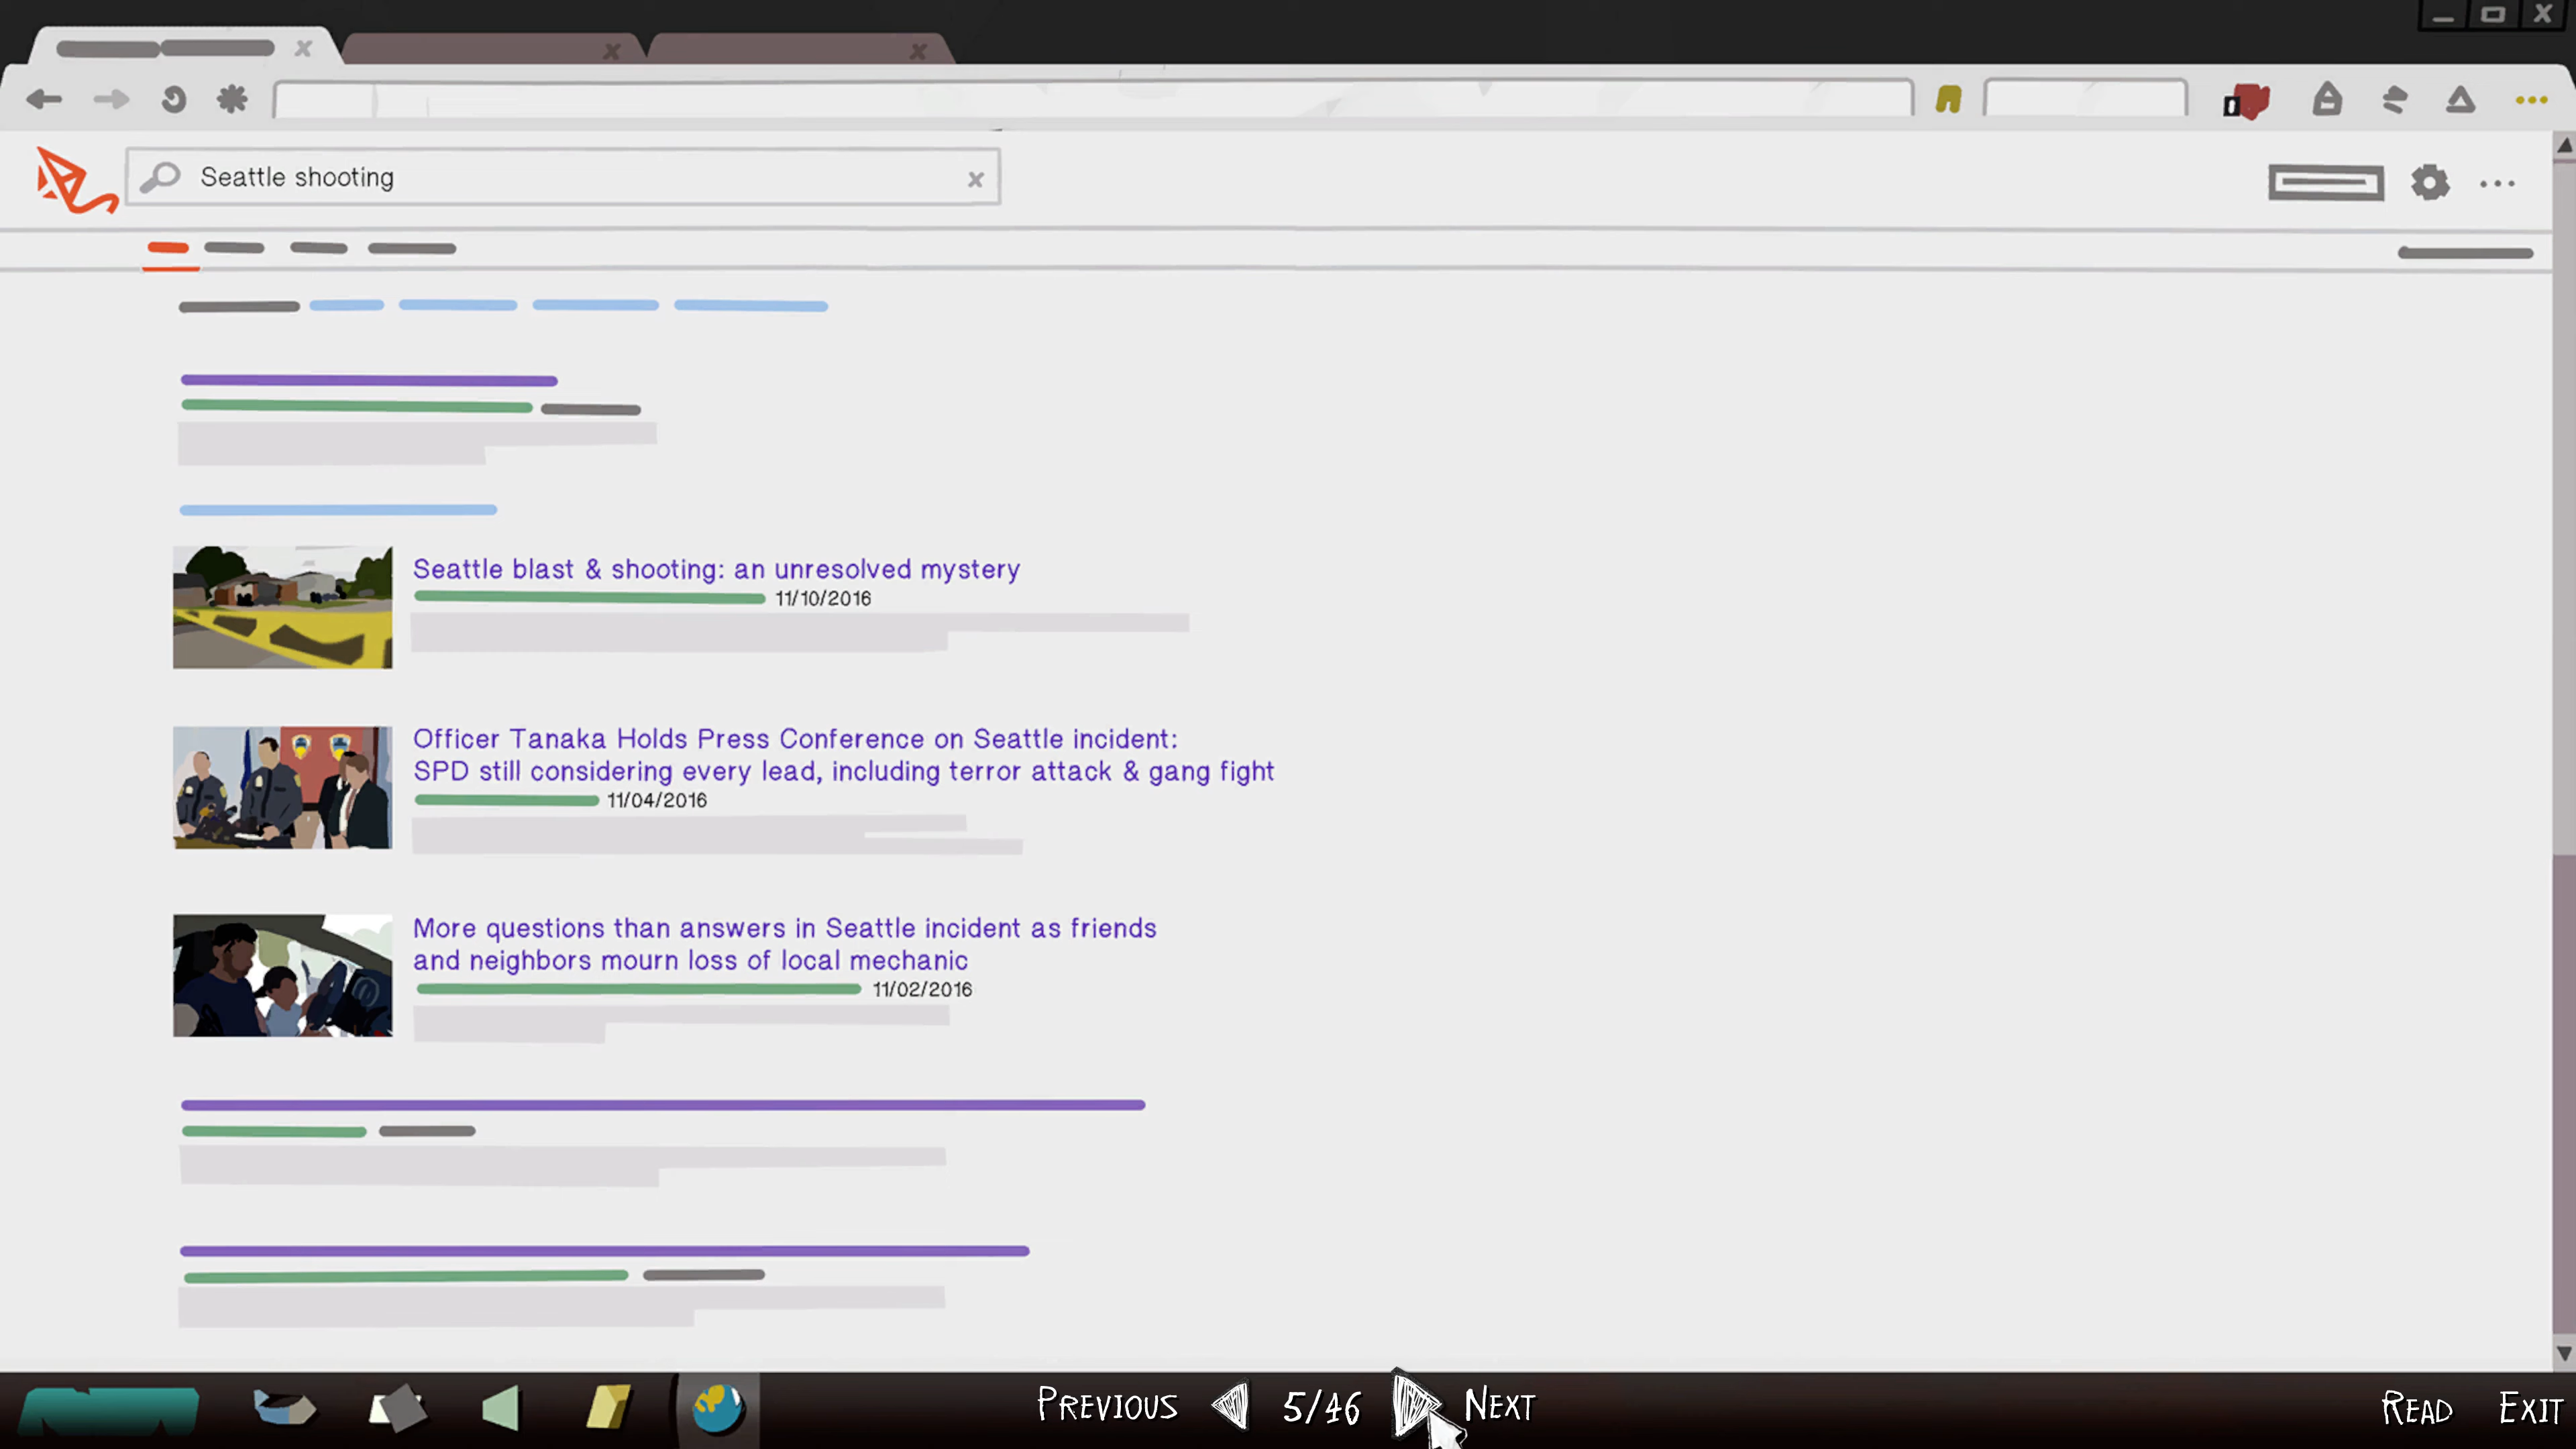 Seattle shooting
Seattle blast & shooting: an unresolved mystery
11/10/2016
Officer Tanaka Holds Press Conference on Seattle incident:
SPD still considering every lead, including terror attack & gang fight
11/04/2016
More questions than answers in Seattle incident as friends
and neighbors mourn loss of local mechanic
11/02/2016
PREVIOUS 5/46 NEXT READ EXIT